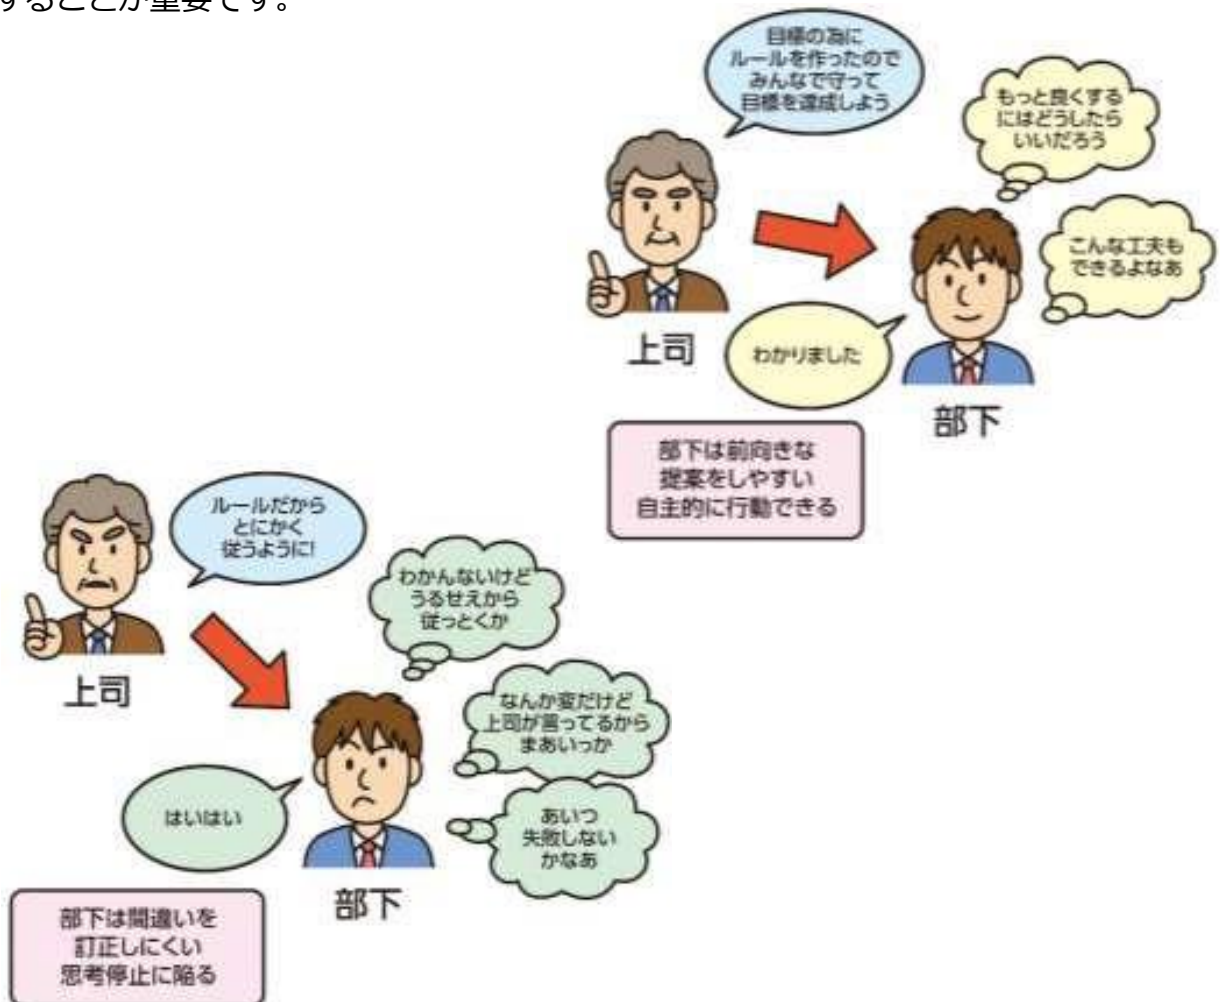 することが重要です。
目標の為に
ルールを作ったので
みんなで守って
目標を達成しよう
もっと良くする
にはどうしたら
いいだろう
こんな工夫も
できるよなあ
わかりました
上司
部下
部下は前向きな
提案をしやすい
自主的に行動できる
ルールだから
とにかく
従うように!
わかんないけど
うるせえから
従っとくか
なんか変だけど
上司が言ってるから
まあいっか
あいつ
失敗しない
かなあ
はいはい
上司
部下
部下は間違いを
訂正しにくい
思考停止に陥る